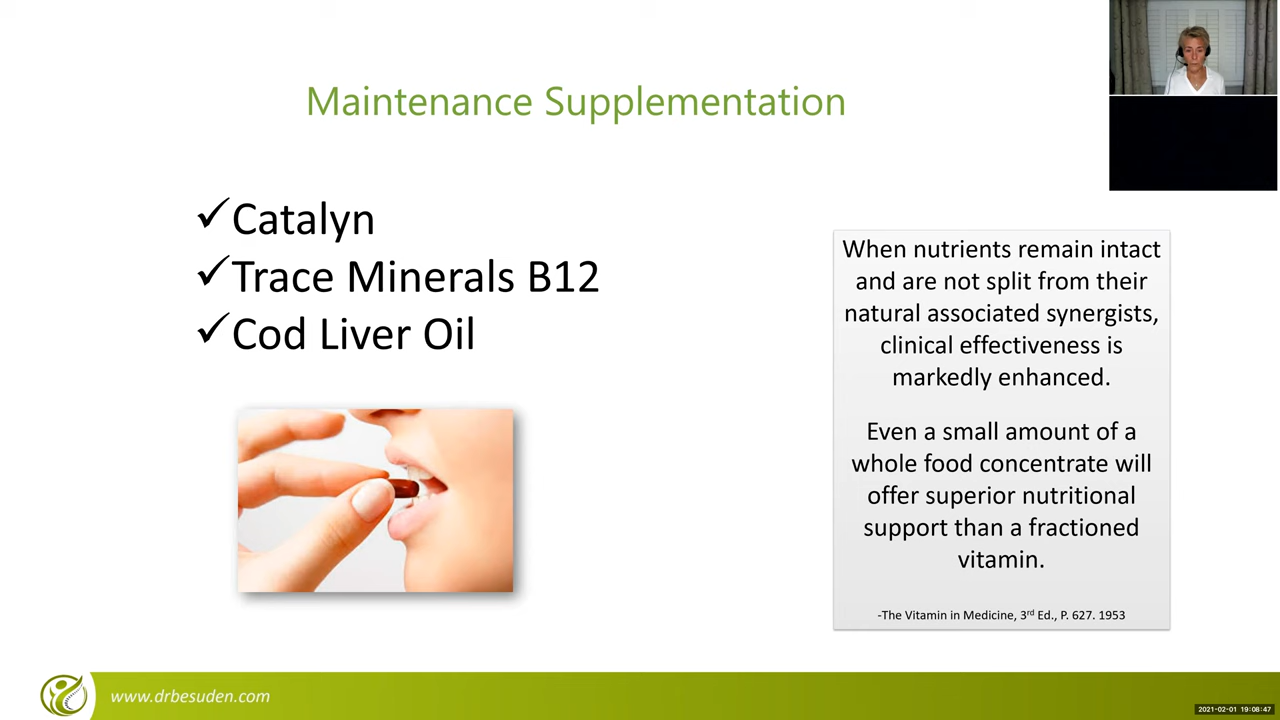 Maintenance Supplementation
✓Catalyn
✓Trace Minerals B12
✓Cod Liver Oil
When nutrients remain intact
and are not split from their
natural associated synergists,
clinical effectiveness is
markedly enhanced.
Even a small amount of a
whole food concentrate will
offer superior nutritional
support than a fractioned
vitamin.
-The Vitamin in Medicine, 3rd Ed., P. 627. 1953
www.drbesuden.com
2021-02-01 19:08:47